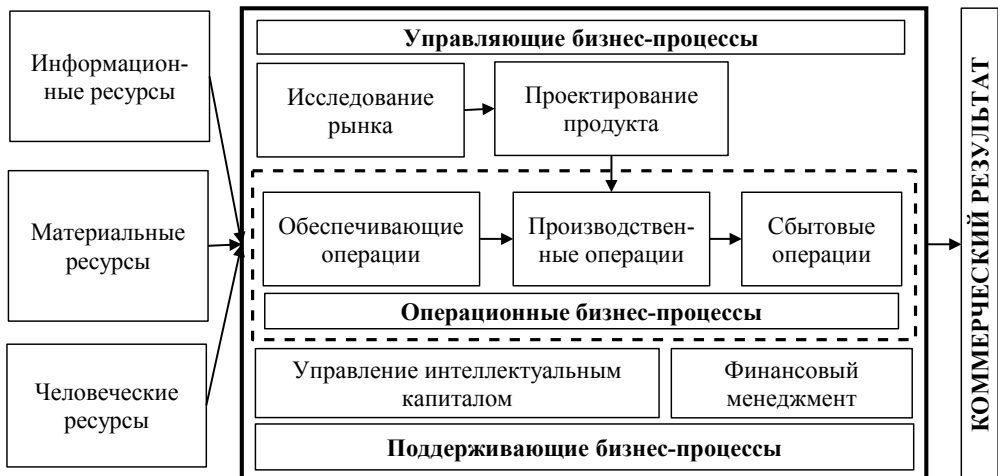 Информацион-
ные ресурсы
Материальные
ресурсы
Человеческие
ресурсы
Управляющие бизнес-процессы
Исследование
рынка
Проектирование
продукта
Обеспечивающие
операции
Производствен-
ные операции
Сбытовые
операции
Операционные бизнес-процессы
Управление интеллектуальным
капиталом
Финансовый
менеджмент
Поддерживающие бизнес-процессы
КОММЕРЧЕСКИЙ РЕЗУЛЬТАТ